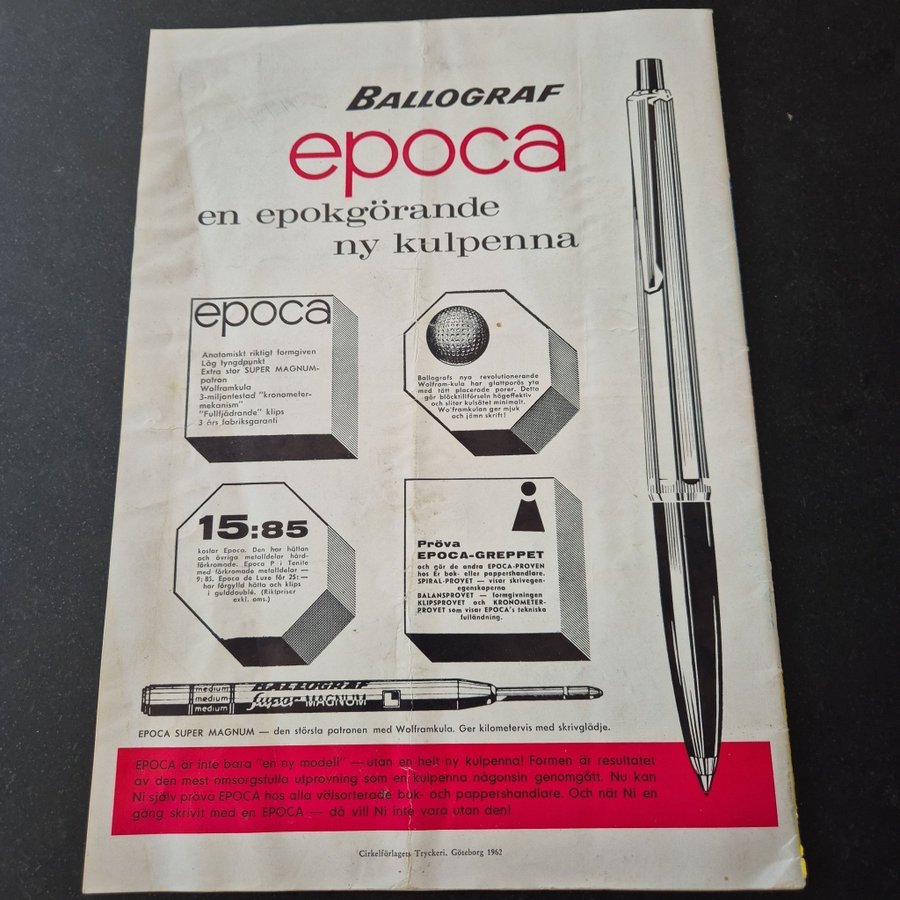 BALLOGRAF
epoca
en epokgörande
ny kulpenna
epoca
Anatomiskt riktigt formgiven
Låg tyngdpunkt
Extra stor SUPER MAGNUM-
patron
Wolframkula
3-miljontestad "kronometer-
mekanism"
"Fullfjädrande" klips
3 års fabriksgaranti
Ballografs nya revolutionerande
Wolfram-kula har glattporös yta
med tätt placerade porer. Detta
gör bläcktillförseln högeffektiv
och sliter kulsätet minimalt.
Wolframkulan ger mjuk
och jämn skrift!
15:85
kostar Epoca. Den har hättan
och övriga metalldelar hård-
förkromade. Epoca P i Tenite
med förkromade metalldelar —
9:85. Epoca de Luxe för 25:—
har förgylld hätta och klips
i gulddoublé. (Riktpriser
exkl. oms.)
Pröva
EPOCA-GREPPET
och gör de andra EPOCA-PROVEN
hos Er bok- eller pappershandlare.
SPIRAL-PROVET — visar skrivegen-
egenskaperna
BALANSPROVET — formgivningen
KLIPSPROVET och KRONOMETER-
PROVET som visar EPOCA's tekniska
fulländning.
medium BALLOGRAF
medium Super MAGNUM
medium
EPOCA SUPER MAGNUM — den största patronen med Wolframkula. Ger kilometervis med skrivglädje.
EPOCA är inte bara "en ny modell" — utan en helt ny kulpenna! Formen är resultatet
av den mest omsorgsfulla utprovning som en kulpenna någonsin genomgått. Nu kan
Ni själv pröva EPOCA hos alla välsorterade bok- och pappershandlare. Och när Ni en
gång skrivit med en EPOCA — då vill Ni inte vara utan den!
Cirkelförlagets Tryckeri, Göteborg 1962